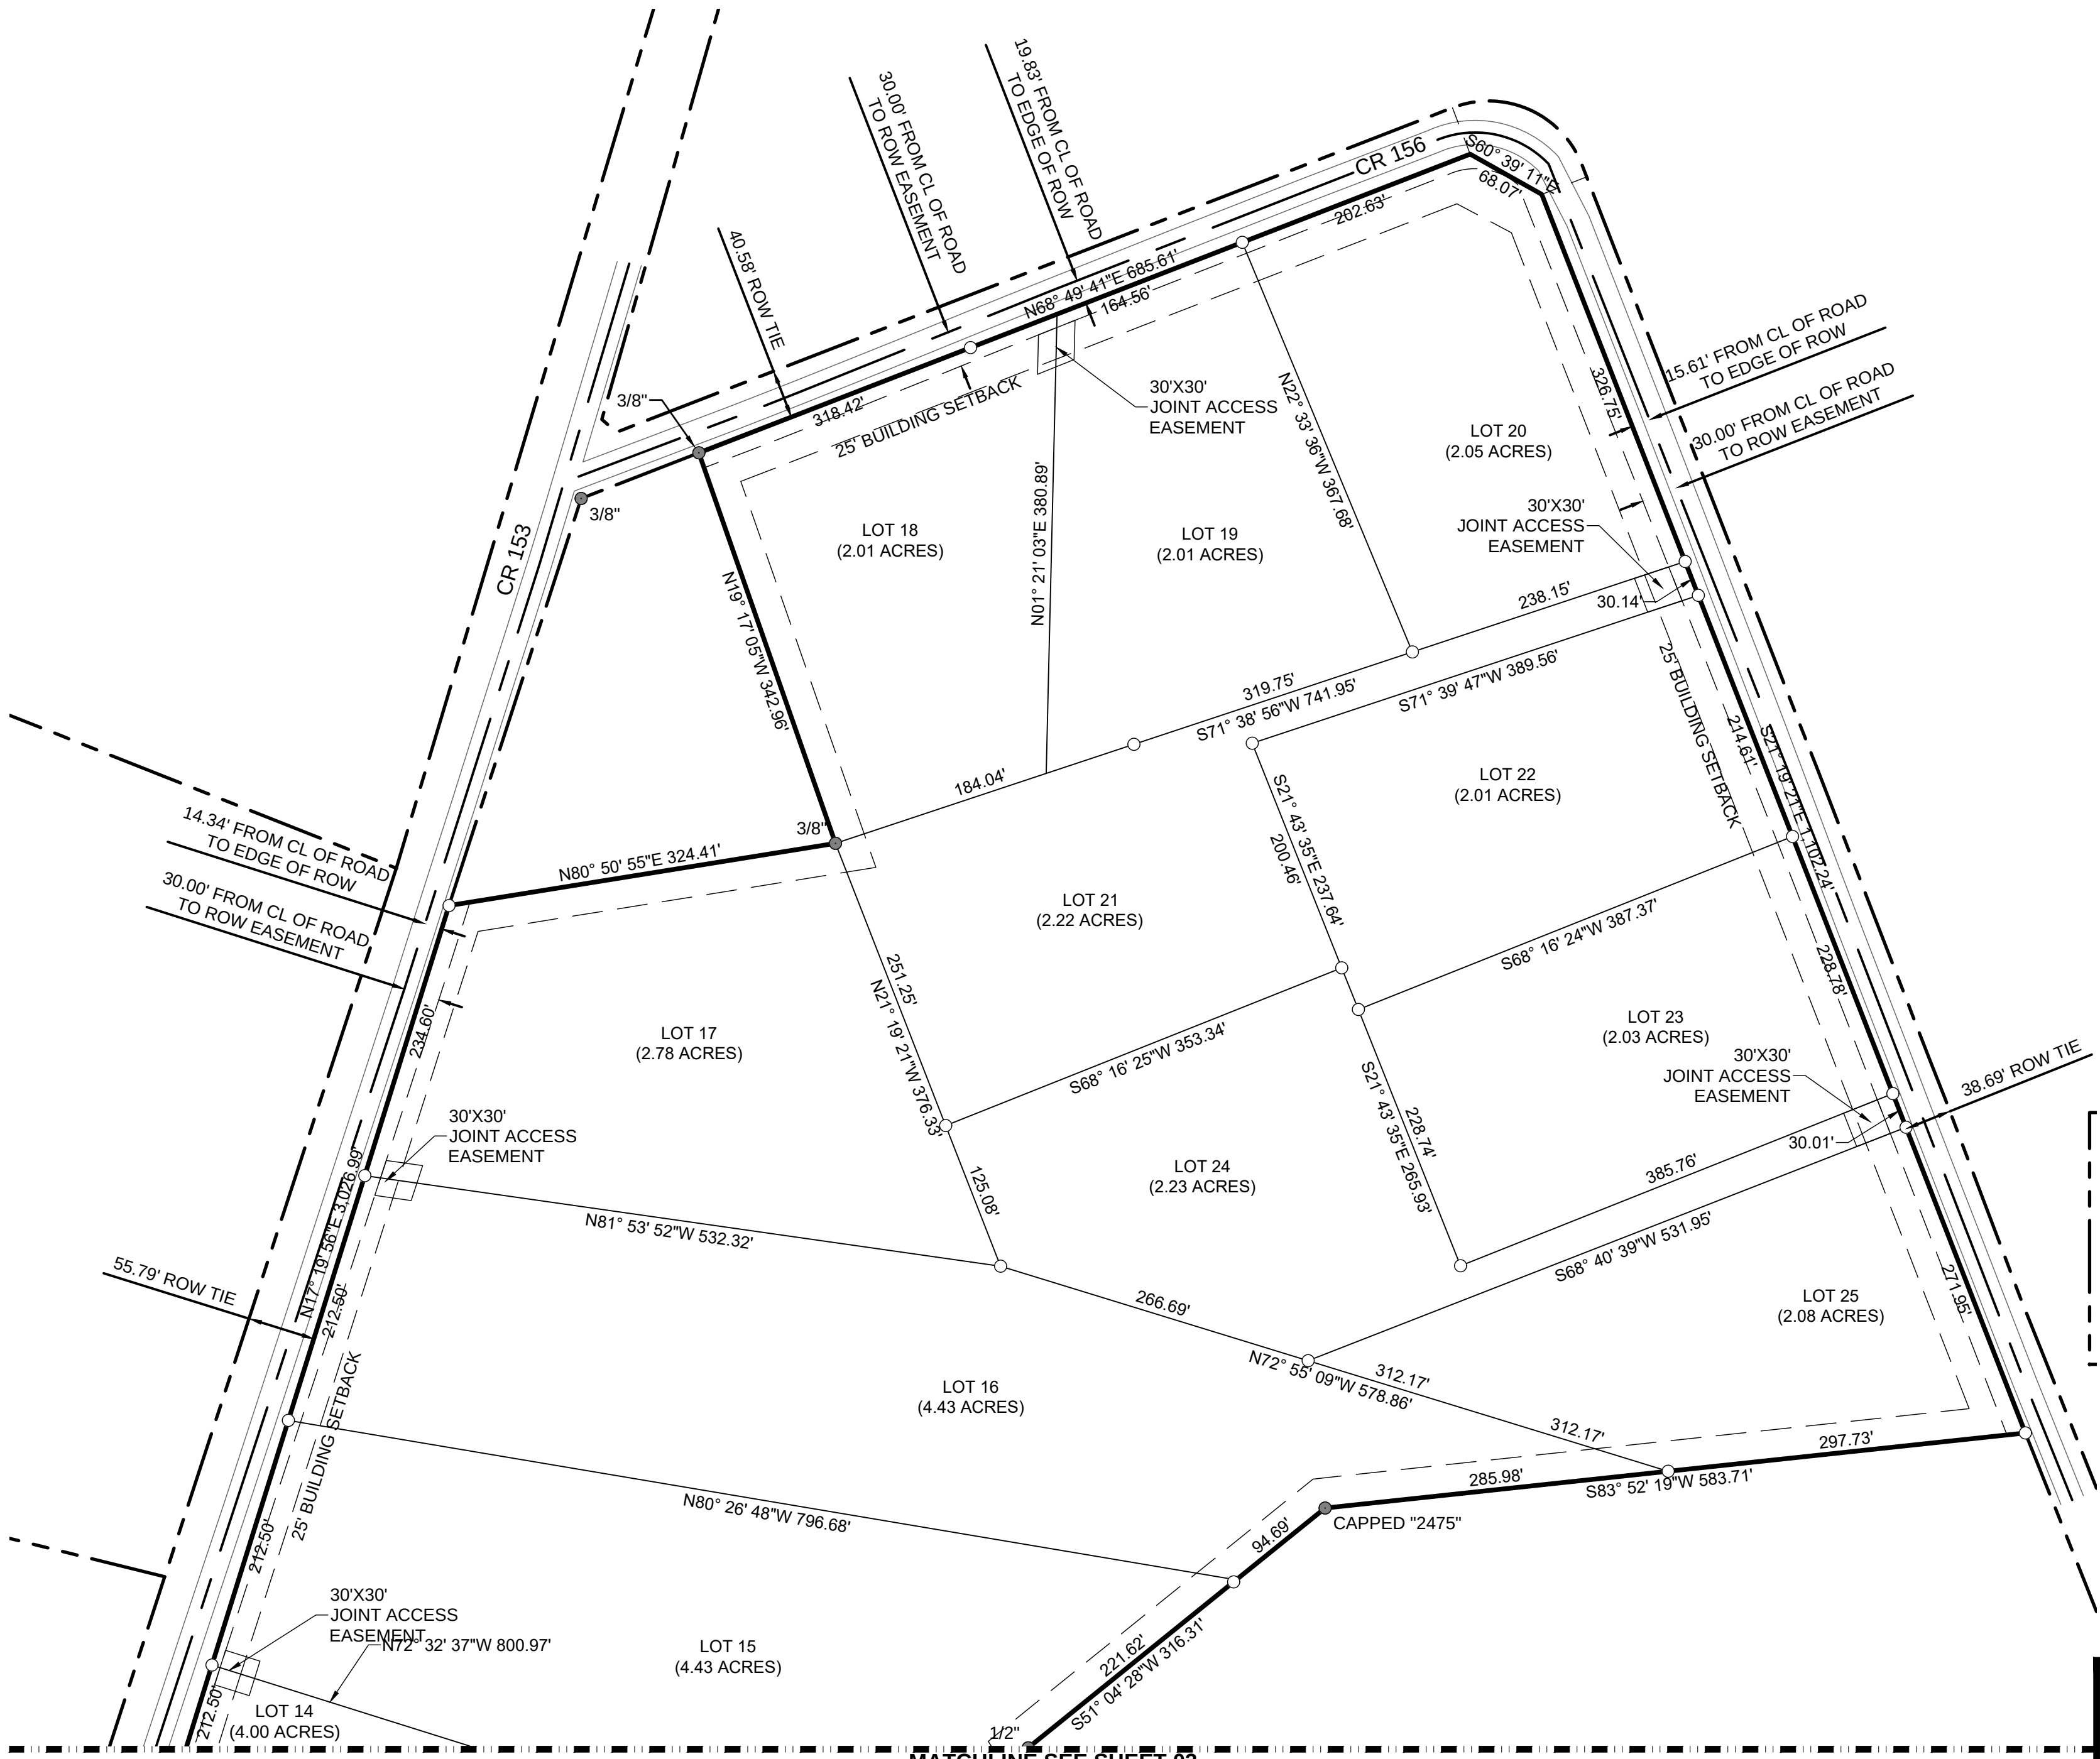 19.83' FROM CL OF ROAD
TO EDGE OF ROW
30.00' FROM CL OF ROAD
TO ROW EASEMENT
40.58' ROW TIE
CR 156
S60° 39' 11"E
68.07'
202.63'
N68° 49' 41"E 685.61'
164.56'
318.42'
25' BUILDING SETBACK
3/8"
3/8"
CR 153
30'X30'
JOINT ACCESS
EASEMENT
15.61' FROM CL OF ROAD
TO EDGE OF ROW
30.00' FROM CL OF ROAD
TO ROW EASEMENT
326.75'
N22° 33' 36"W 367.68'
LOT 20
(2.05 ACRES)
LOT 18
(2.01 ACRES)
LOT 19
(2.01 ACRES)
N01° 21' 03"E 380.89'
30'X30'
JOINT ACCESS
EASEMENT
30.14'
238.15'
N19° 17' 05"W 342.96'
319.75'
S71° 38' 56"W 741.95'
S71° 39' 47"W 389.56'
184.04'
25' BUILDING SETBACK
214.61'
S21° 19' 21"E 1,102.24'
LOT 22
(2.01 ACRES)
S21° 43' 35"E 237.64'
200.46'
3/8"
N80° 50' 55"E 324.41'
14.34' FROM CL OF ROAD
TO EDGE OF ROW
30.00' FROM CL OF ROAD
TO ROW EASEMENT
LOT 21
(2.22 ACRES)
S68° 16' 24"W 387.37'
228.78'
251.25'
N21° 19' 21"W 376.33'
234.60'
LOT 17
(2.78 ACRES)
S68° 16' 25"W 353.34'
LOT 23
(2.03 ACRES)
30'X30'
JOINT ACCESS
EASEMENT
38.69' ROW TIE
30.01'
30'X30'
JOINT ACCESS
EASEMENT
228.74'
S21° 43' 35"E 265.93'
385.76'
S68° 40' 39"W 531.95'
125.08'
LOT 24
(2.23 ACRES)
N81° 53' 52"W 532.32'
N17° 19' 56"E 3,026.99'
55.79' ROW TIE
212.50'
266.69'
271.95'
LOT 25
(2.08 ACRES)
N72° 55' 09"W 578.86'
312.17'
312.17'
LOT 16
(4.43 ACRES)
25' BUILDING SETBACK
297.73'
285.98'
S83° 52' 19"W 583.71'
CAPPED "2475"
94.69'
N80° 26' 48"W 796.68'
212.50'
30'X30'
JOINT ACCESS
EASEMENT
N72° 32' 37"W 800.97'
LOT 15
(4.43 ACRES)
221.62'
S51° 04' 28"W 316.31'
212.50'
LOT 14
(4.00 ACRES)
1/2"
MATCHLINE SEE SHEET 02